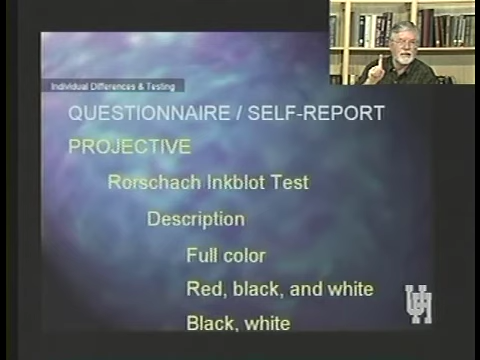 Individual Differences & Testing
QUESTIONNAIRE / SELF-REPORT
PROJECTIVE
Rorschach Inkblot Test
Description
Full color
Red, black, and white
Black, white
UH